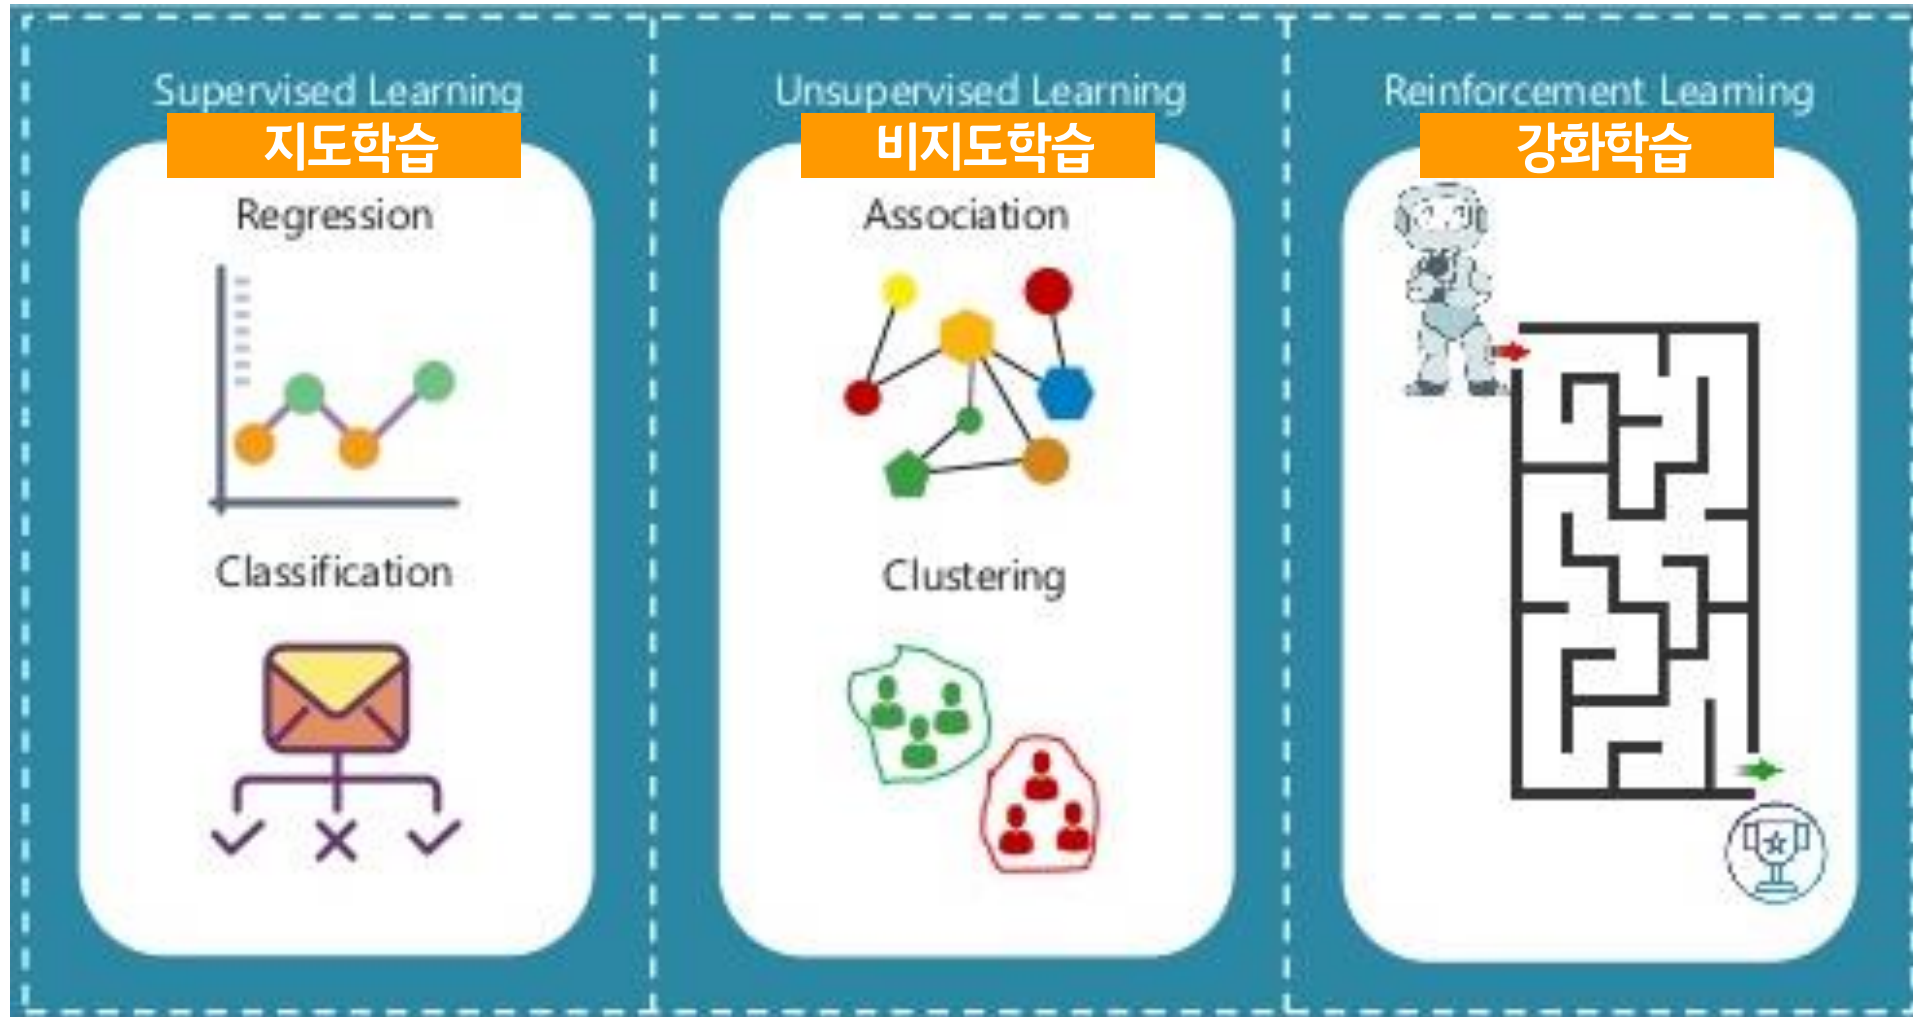 Supervised Learning
지도학습
Regression
Classification
Unsupervised Learning
비지도학습
Association
Clustering
Reinforcement Learning
강화학습